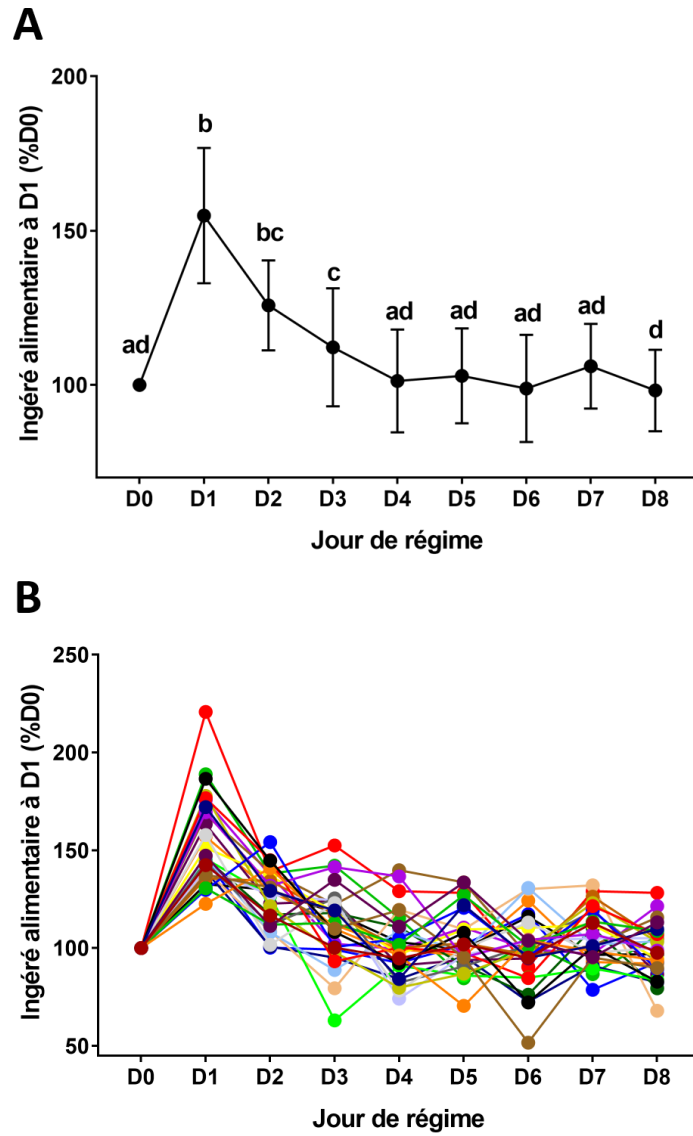 A
Ingéré alimentaire à D1 (%D0)
200
150
100
ad
b
bc
c
ad
ad
ad
ad
d
D0 D1 D2 D3 D4 D5 D6 D7 D8
Jour de régime
B
Ingéré alimentaire à D1 (%D0)
250
200
150
100
50
D0 D1 D2 D3 D4 D5 D6 D7 D8
Jour de régime